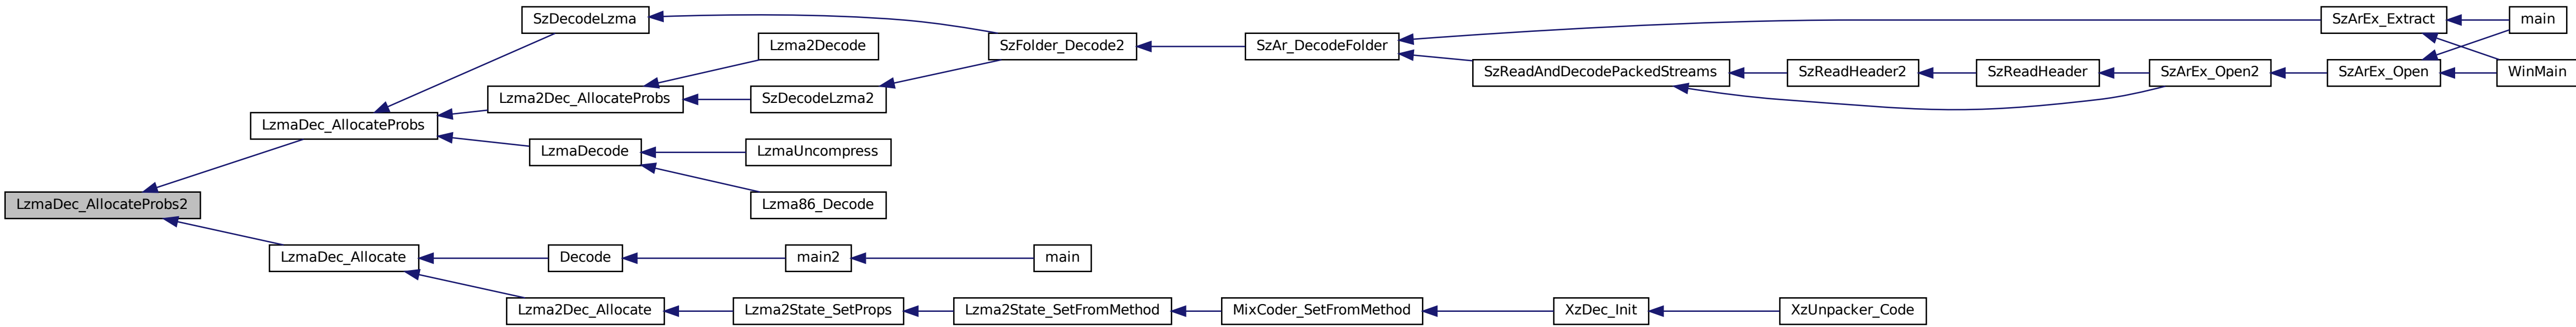 SzDecodeLzma
SzArEx_Extract
main
Lzma2Decode
SzFolder_Decode2
SzAr_DecodeFolder
SzReadAndDecodePackedStreams
SzReadHeader2
SzReadHeader
SzArEx_Open2
SzArEx_Open
WinMain
Lzma2Dec_AllocateProbs
SzDecodeLzma2
LzmaDec_AllocateProbs
LzmaDecode
LzmaUncompress
LzmaDec_AllocateProbs2
Lzma86_Decode
LzmaDec_Allocate
Decode
main2
main
Lzma2Dec_Allocate
Lzma2State_SetProps
Lzma2State_SetFromMethod
MixCoder_SetFromMethod
XzDec_Init
XzUnpacker_Code